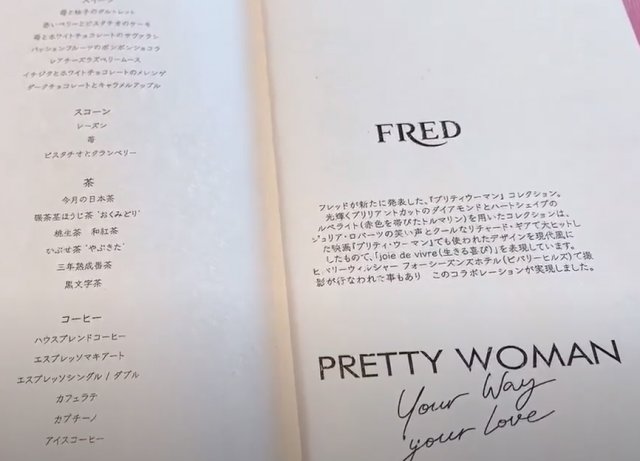 スイーツ
苺と柚子のタルトレット
赤いベリーとピスタチオのケーキ
苺とホワイトチョコレートのサヴァラン
パッションフルーツのボンボンショコラ
レアチーズラズベリームース
イチジクとホワイトチョコレートのメレンゲ
ダークチョコレートとキャラメルアップル
スコーン
レーズン
苺
ピスタチオとクランベリー
茶
今月の日本茶
碾茶茎ほうじ茶 'おくみどり'
桃生茶 和紅茶
かぶせ茶 'やぶきた'
三年熟成番茶
黒文字茶
コーヒー
ハウスブレンドコーヒー
エスプレッソマキアート
エスプレッソシングル / ダブル
カフェラテ
カプチーノ
アイスコーヒー
FRED
フレッドが新たに発表した、『プリティウーマン』 コレクション。
光輝くブリリアントカットのダイアモンドとハートシェイプの
ルベライト(赤色を帯びたトルマリン)を用いたコレクションは、
ジュリア・ロバーツの笑い声とクールなリチャード・ギアで大ヒットし
た映画『プリティ・ウーマン』でも使われたデザインを現代風に
したもので、「joie de vivre(生きる喜び)」を表現しています。
ビバリーウィルシャー フォーシーズンズホテル(ビバリーヒルズ)で撮
影が行なわれた事もあり このコラボレーションが実現しました。
PRETTY WOMAN
Your Way
your Love